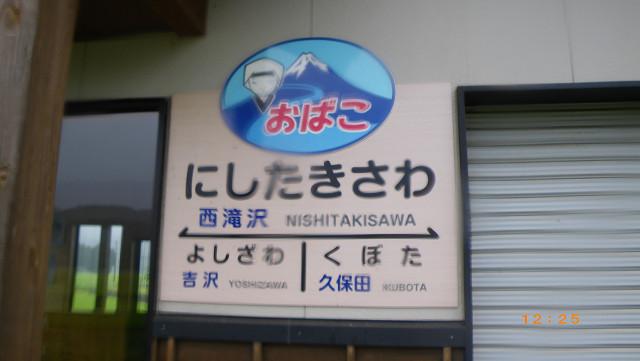 おばこ
にしたきさわ
西滝沢 NISHITAKISAWA
よしざわ くぼた
吉沢 YOSHIZAWA 久保田 KUBOTA
12:25